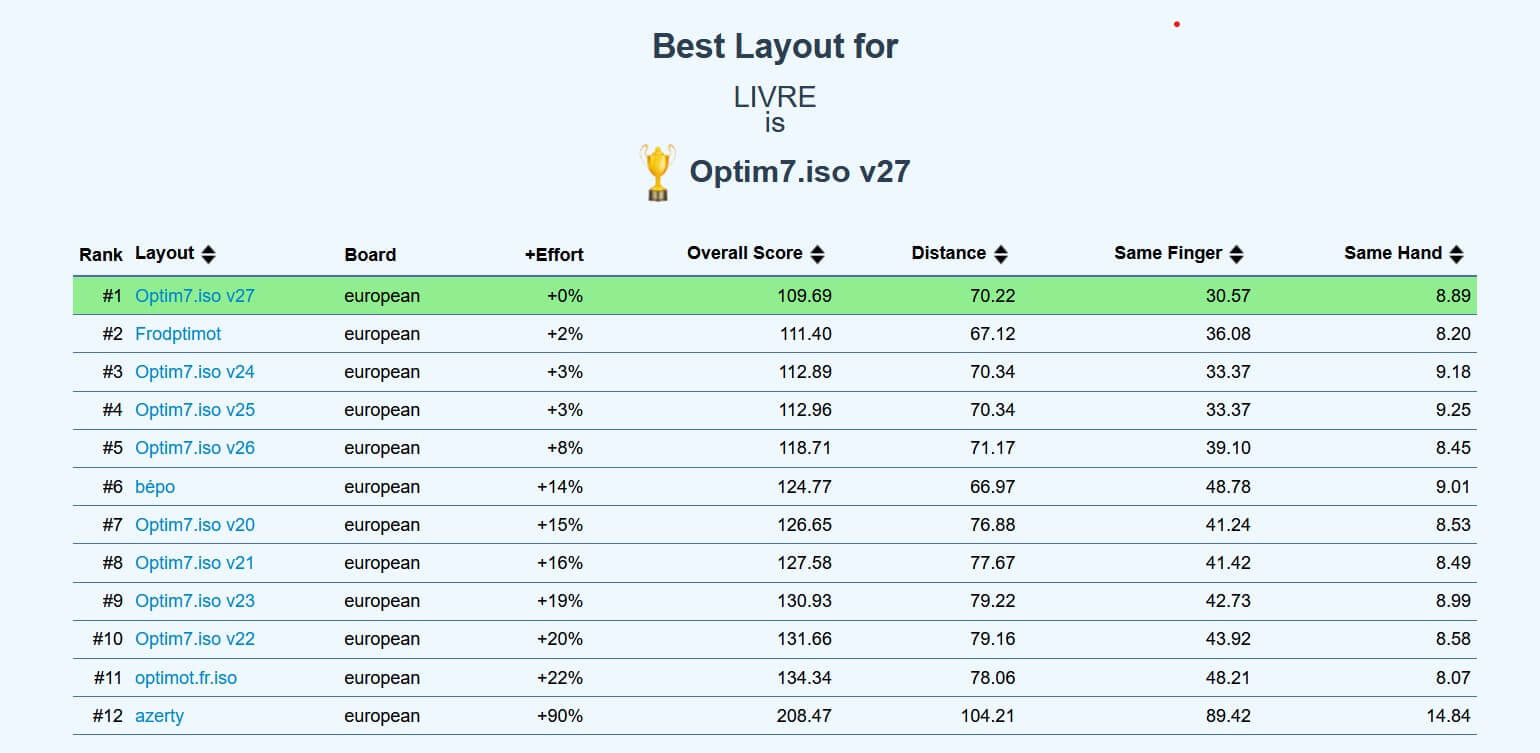 Best Layout for
LIVRE
is
Optim7.iso v27
Rank Layout Board +Effort Overall Score Distance Same Finger Same Hand
#1 Optim7.iso v27 european +0% 109.69 70.22 30.57 8.89
#2 Frodptimot european +2% 111.40 67.12 36.08 8.20
#3 Optim7.iso v24 european +3% 112.89 70.34 33.37 9.18
#4 Optim7.iso v25 european +3% 112.96 70.34 33.37 9.25
#5 Optim7.iso v26 european +8% 118.71 71.17 39.10 8.45
#6 bépo european +14% 124.77 66.97 48.78 9.01
#7 Optim7.iso v20 european +15% 126.65 76.88 41.24 8.53
#8 Optim7.iso v21 european +16% 127.58 77.67 41.42 8.49
#9 Optim7.iso v23 european +19% 130.93 79.22 42.73 8.99
#10 Optim7.iso v22 european +20% 131.66 79.16 43.92 8.58
#11 optimot.fr.iso european +22% 134.34 78.06 48.21 8.07
#12 azerty european +90% 208.47 104.21 89.42 14.84